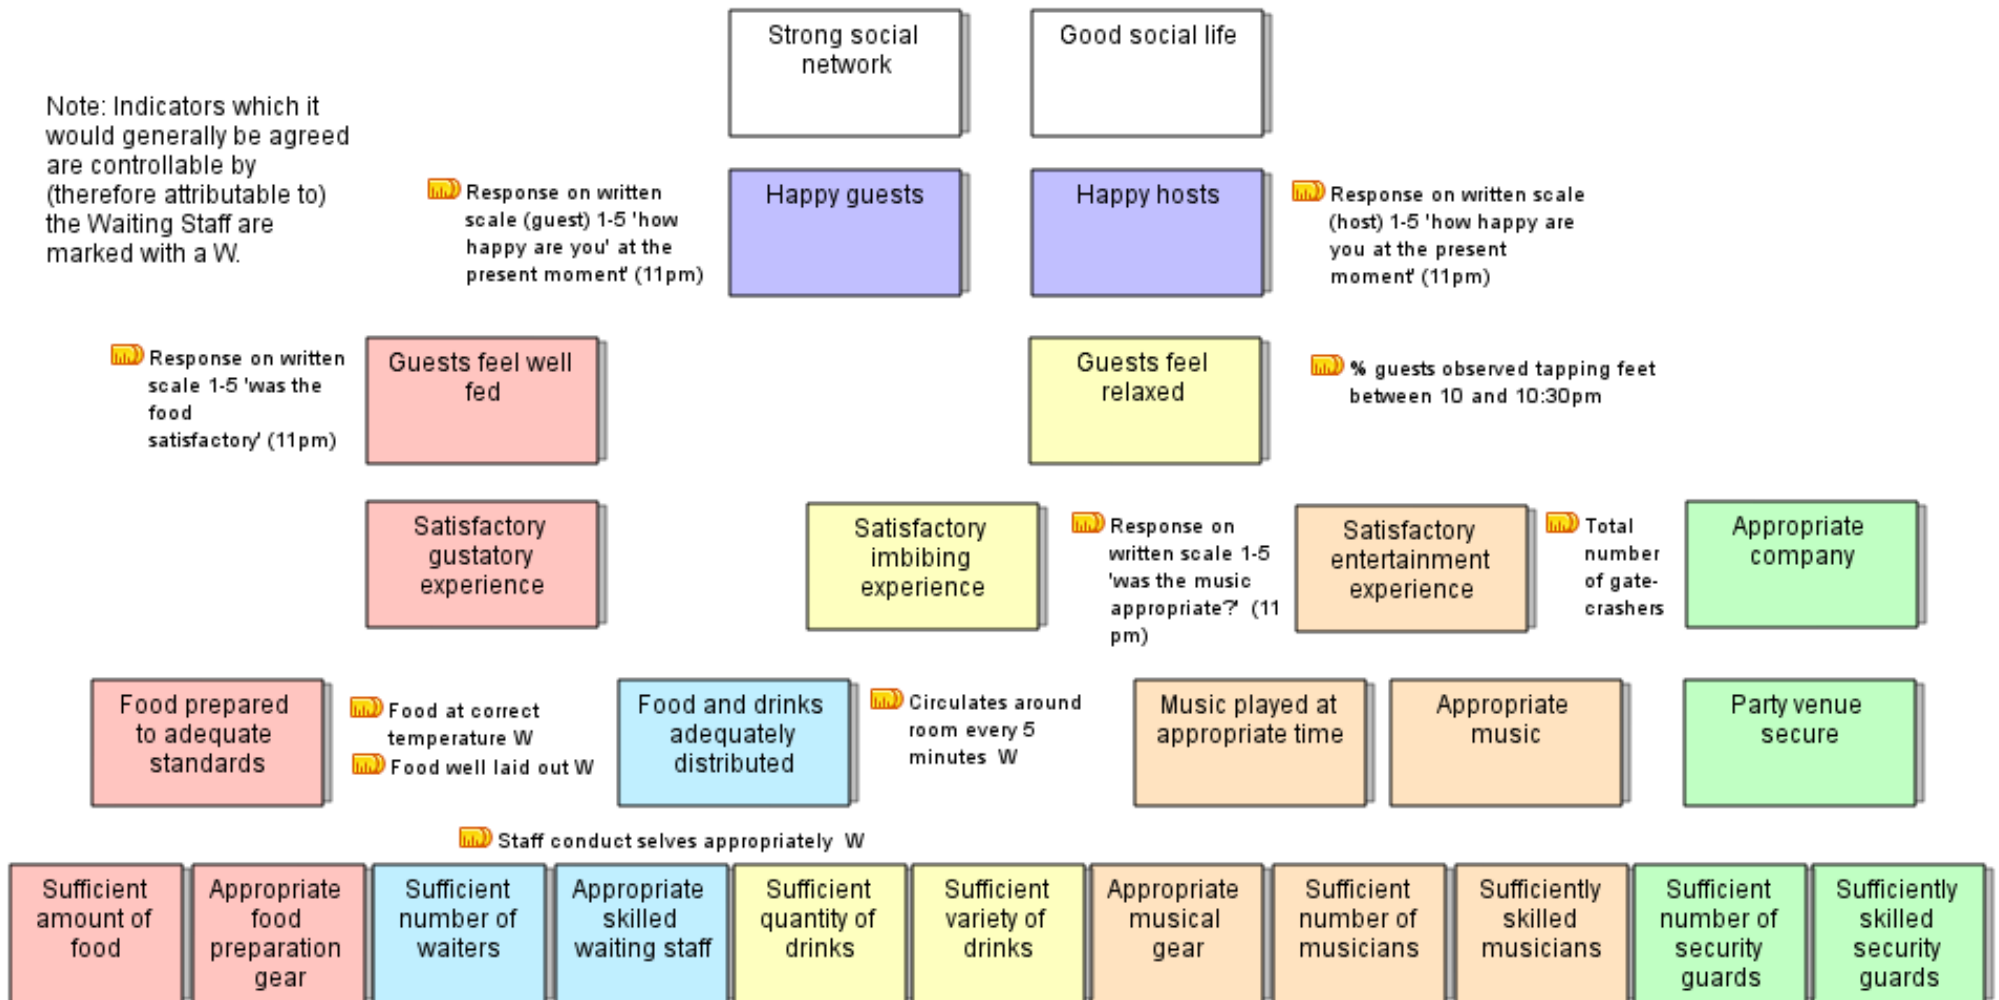 Strong social
network
Good social life
Note: Indicators which it
would generally be agreed
are controllable by
(therefore attributable to)
the Waiting Staff are
marked with a W.
Response on written
scale (guest) 1-5 'how
happy are you' at the
present moment' (11pm)
Happy guests
Happy hosts
Response on written scale
(host) 1-5 'how happy are
you at the present
moment' (11pm)
Response on written
scale 1-5 'was the
food
satisfactory' (11pm)
Guests feel well
fed
Guests feel
relaxed
% guests observed tapping feet
between 10 and 10:30pm
Satisfactory
gustatory
experience
Satisfactory
imbibing
experience
Response on
written scale 1-5
'was the music
appropriate?' (11
pm)
Satisfactory
entertainment
experience
Total
number
of gate-
crashers
Appropriate
company
Food prepared
to adequate
standards
Food at correct
temperature W
Food well laid out W
Food and drinks
adequately
distributed
Circulates around
room every 5
minutes W
Music played at
appropriate time
Appropriate
music
Party venue
secure
Staff conduct selves appropriately W
Sufficient
amount of
food
Appropriate
food
preparation
gear
Sufficient
number of
waiters
Appropriate
skilled
waiting staff
Sufficient
quantity of
drinks
Sufficient
variety of
drinks
Appropriate
musical
gear
Sufficient
number of
musicians
Sufficiently
skilled
musicians
Sufficient
number of
security
guards
Sufficiently
skilled
security
guards